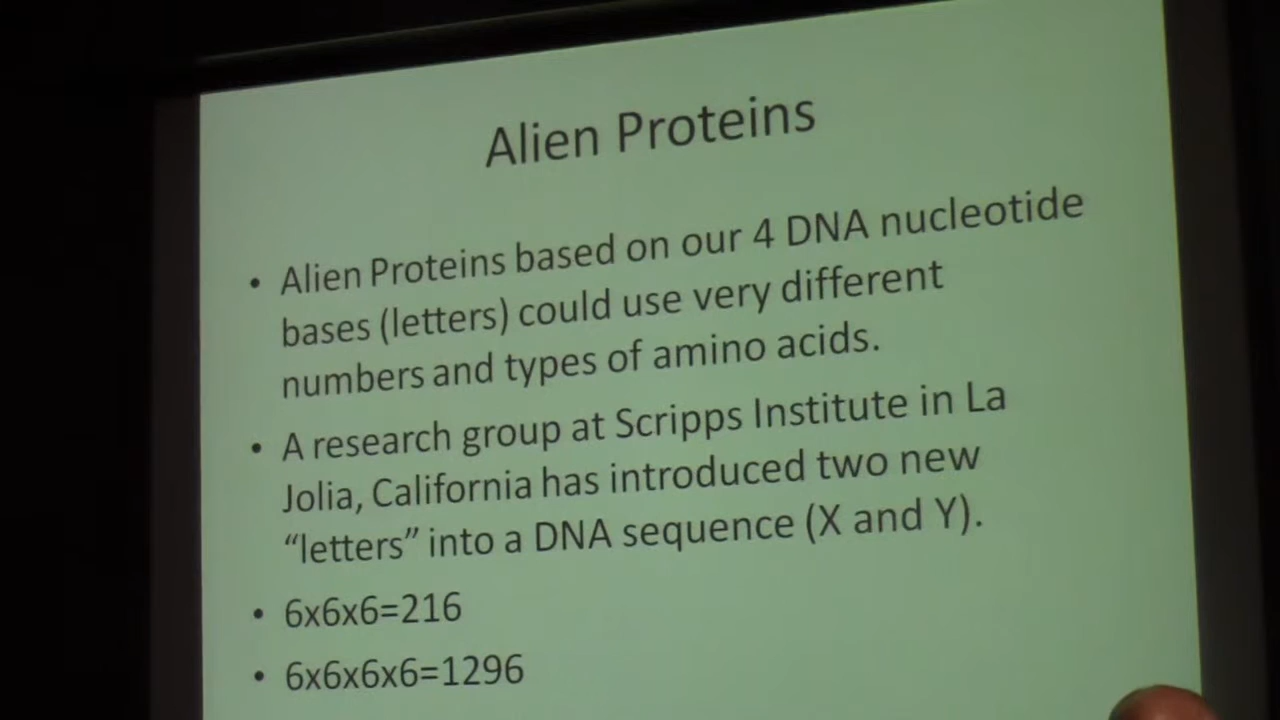 Alien Proteins
• Alien Proteins based on our 4 DNA nucleotide
bases (letters) could use very different
numbers and types of amino acids.
• A research group at Scripps Institute in La
Jolia, California has introduced two new
“letters” into a DNA sequence (X and Y).
• 6x6x6=216
• 6x6x6x6=1296